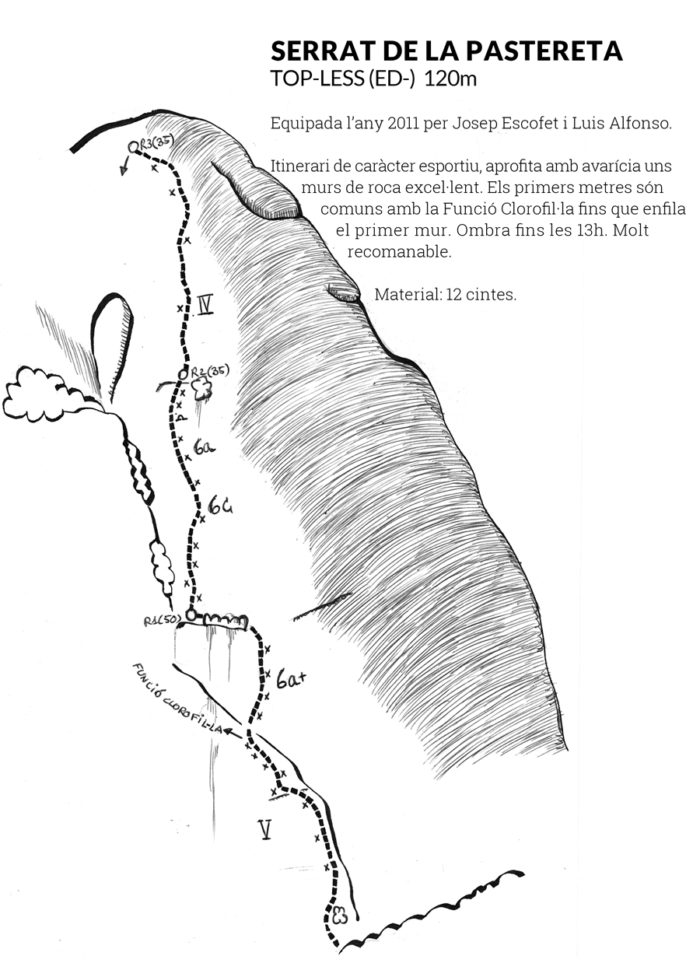 SERRAT DE LA PASTERETA
TOP-LESS (ED-) 120m
Equipada l'any 2011 per Josep Escofet i Luis Alfonso.
Itinerari de caràcter esportiu, aprofita amb avarícia uns
murs de roca excel·lent. Els primers metres són
comuns amb la Funció Clorofil·la fins que enfila
el primer mur. Ombra fins les 13h. Molt
recomanable.
Material: 12 cintes.
R3(35)
IV
R2(35)
6a
R1(50)
6a+
FUNCIÓ CLOROFIL·LA
V